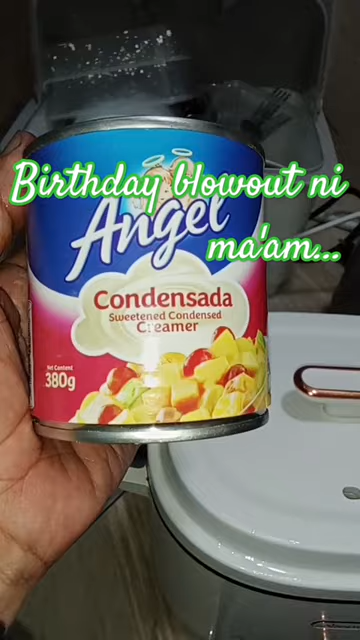 Birthday blowout ni
ma'am...
Angel
Condensada
Sweetened Condensed
Creamer
Net Content
380g